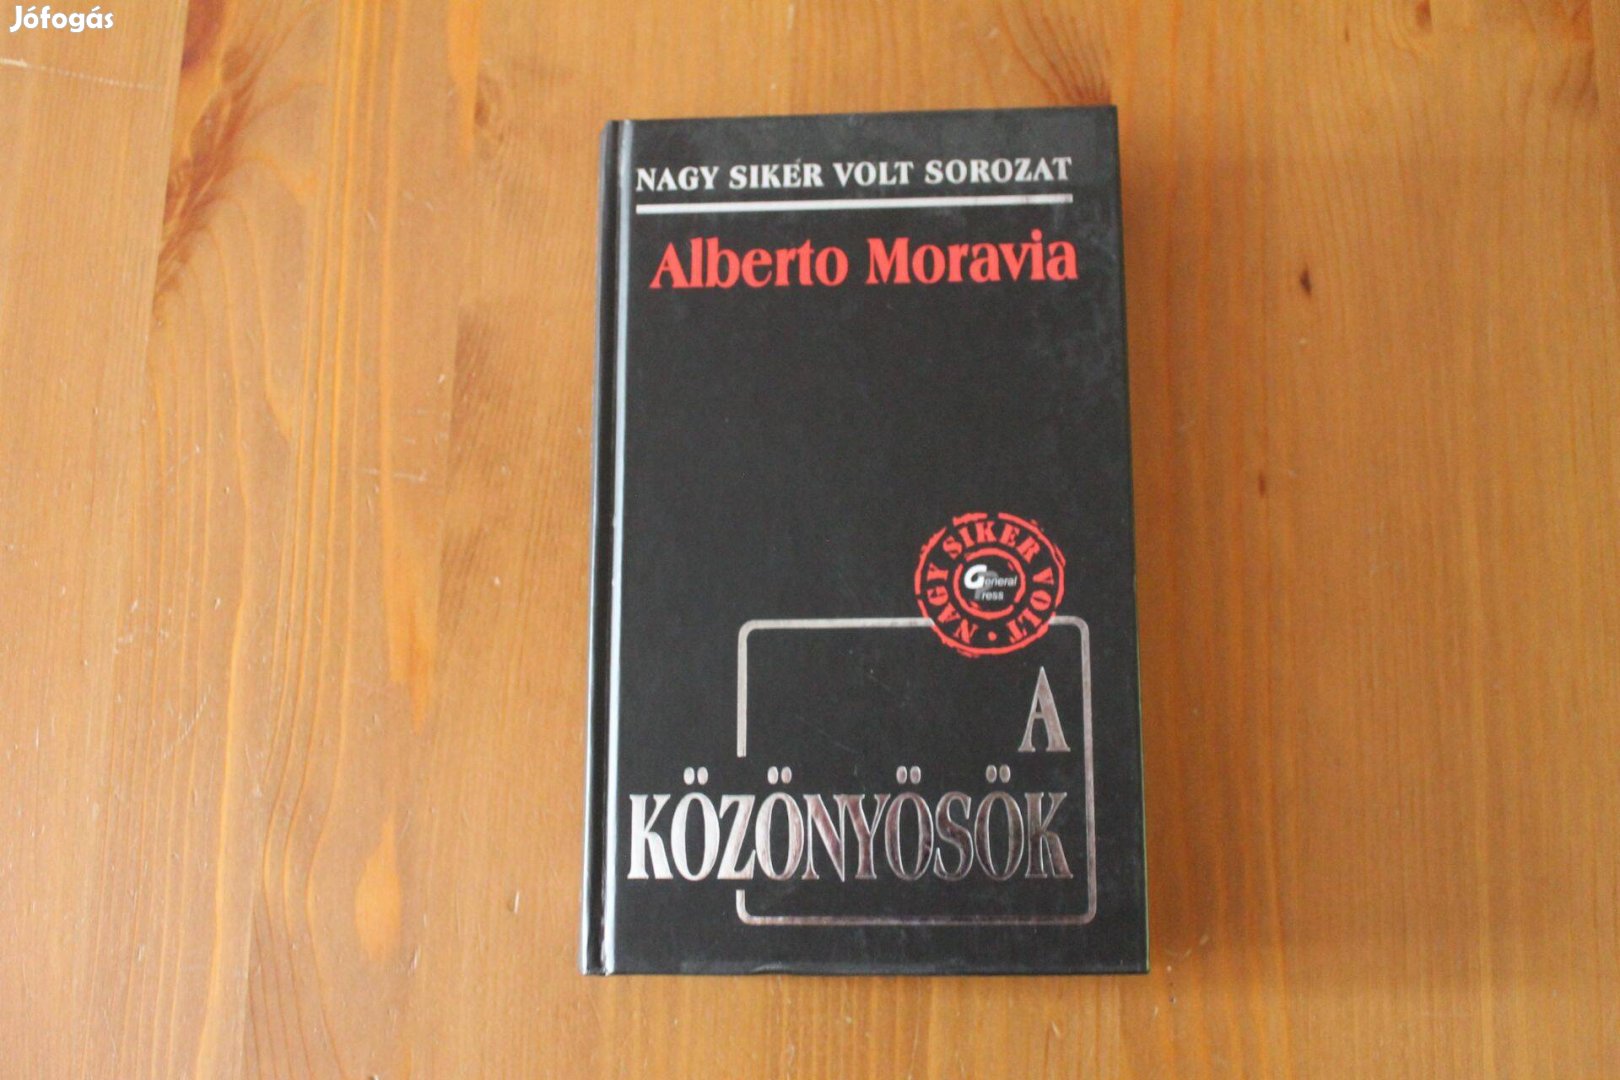 Jófogás
NAGY SIKER VOLT SOROZAT
Alberto Moravia
NAGY SIKER VOLT •
General
Press
A
KÖZÖNYÖSÖK